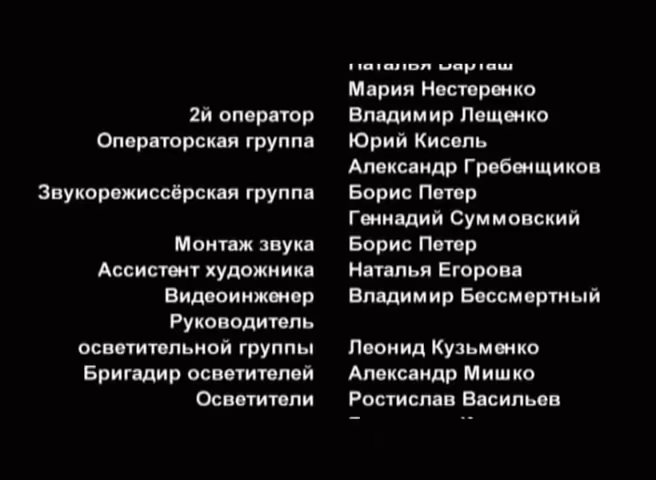 Наталья Барташ
Мария Нестеренко
2й оператор Владимир Лещенко
Операторская группа Юрий Кисель
Александр Гребенщиков
Звукорежиссёрская группа Борис Петер
Геннадий Суммовский
Монтаж звука Борис Петер
Ассистент художника Наталья Егорова
Видеоинженер Владимир Бессмертный
Руководитель
осветительной группы Леонид Кузьменко
Бригадир осветителей Александр Мишко
Осветители Ростислав Васильев